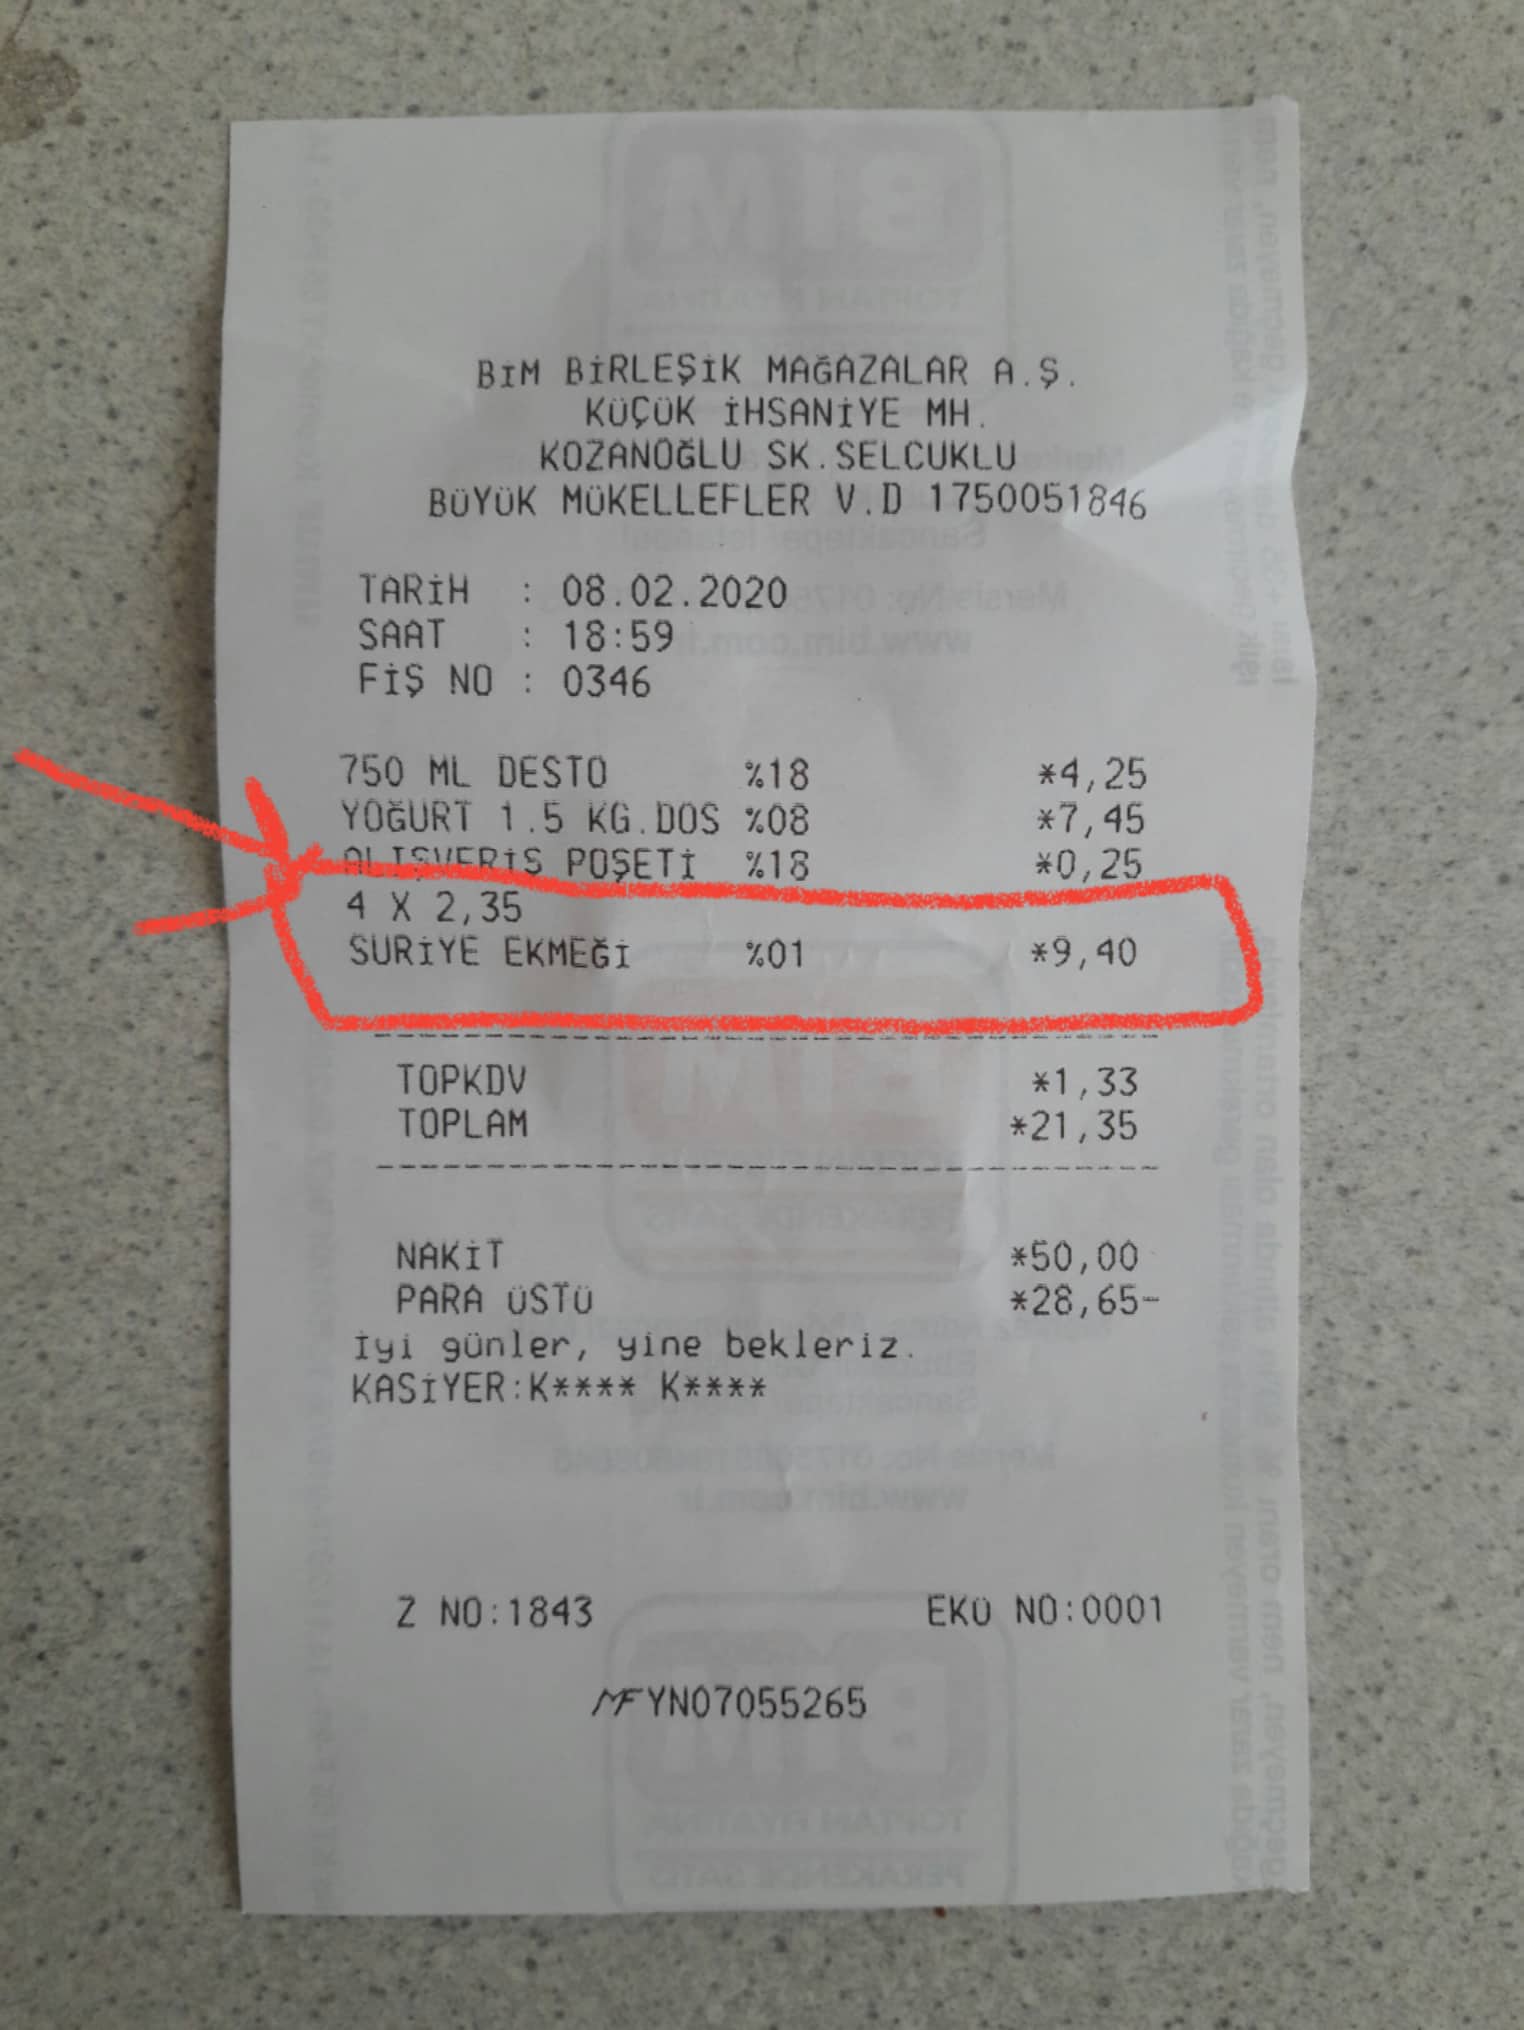 BİM BİRLEŞİK MAĞAZALAR A.Ş.
KÜÇÜK İHSANİYE MH.
KOZANOĞLU SK.SELCUKLU
BÜYÜK MÜKELLEFLER V.D 1750051846
TARİH : 08.02.2020
SAAT : 18:59
FİŞ NO : 0346
750 ML DESTO %18 *4,25
YOĞURT 1.5 KG.DOS %08 *7,45
ALIŞVERİŞ POŞETİ %18 *0,25
4 X 2,35
SURİYE EKMEĞİ %01 *9,40
TOPKDV *1,33
TOPLAM *21,35
NAKİT *50,00
PARA ÜSTÜ *28,65-
İyi günler, yine bekleriz.
KASİYER:K**** K****
Z NO:1843 EKÜ NO:0001
MF YN07055265